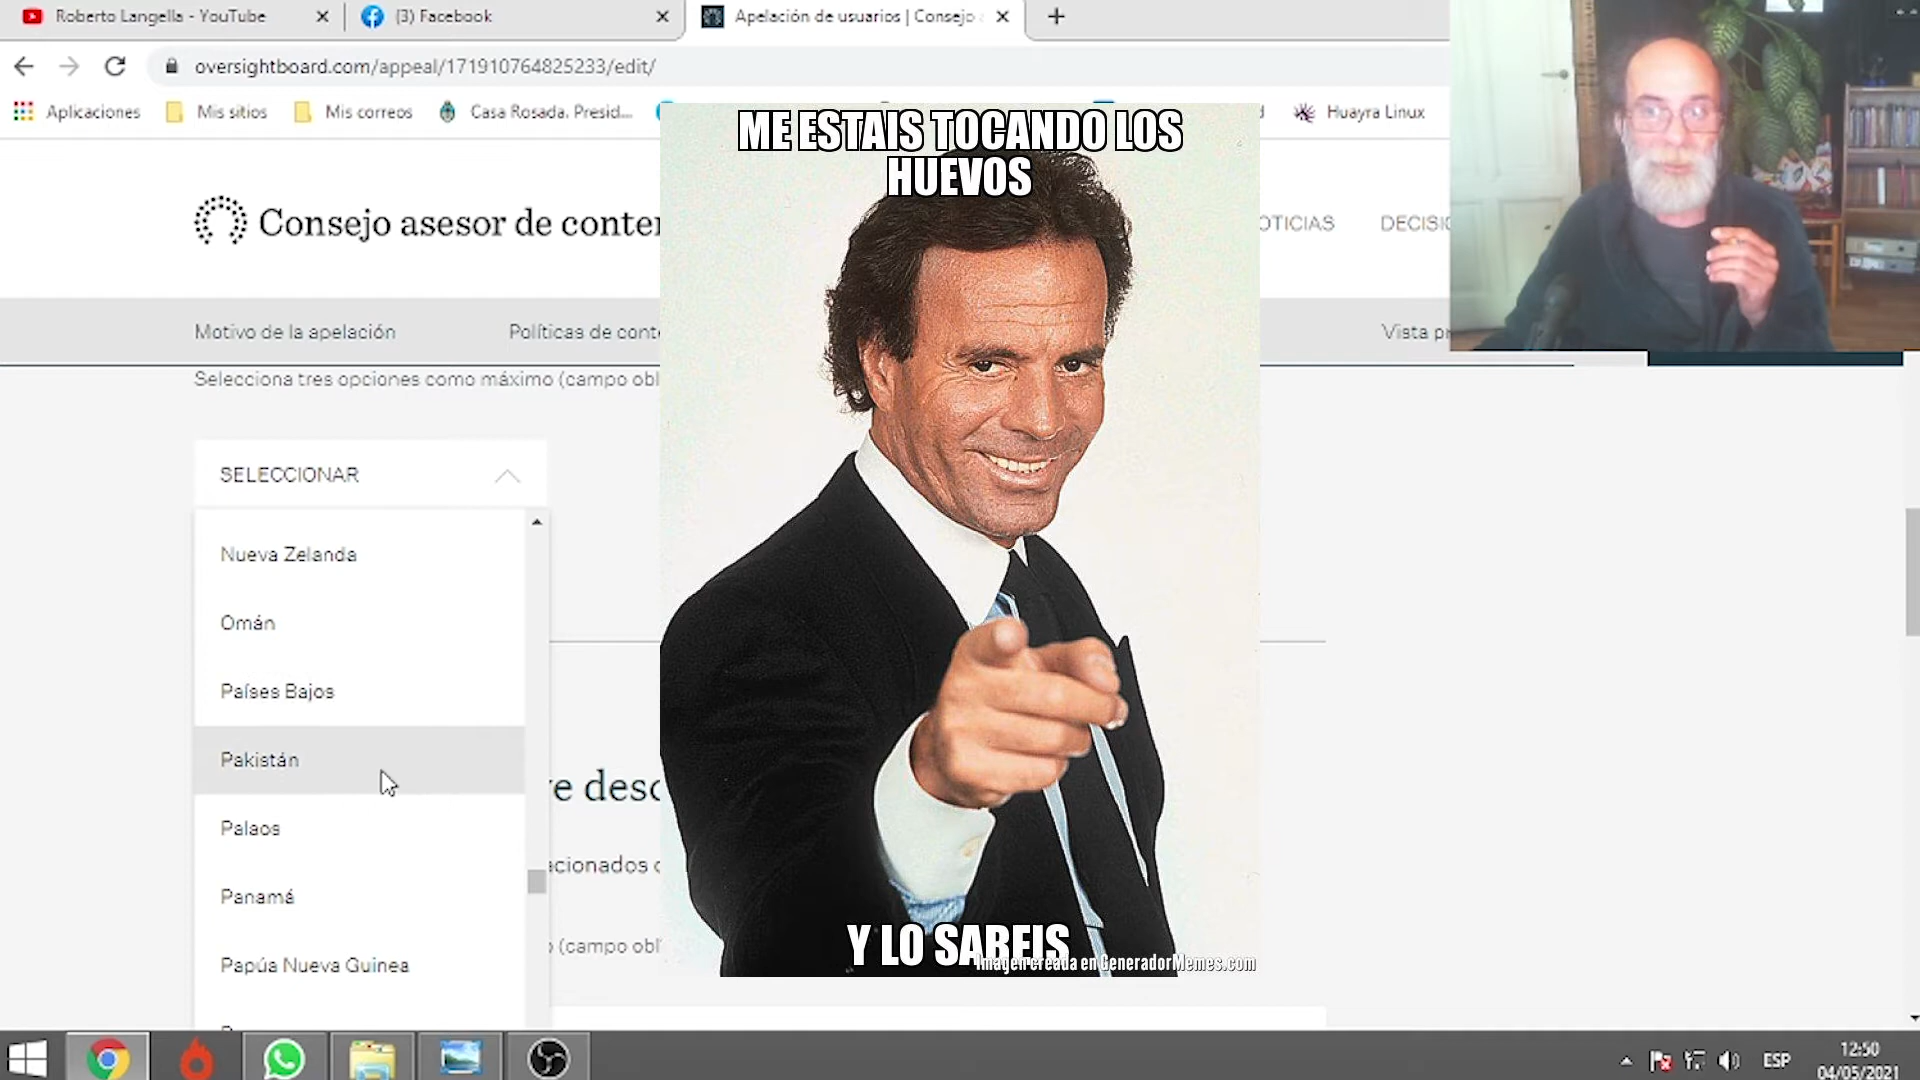 Roberto Langella - YouTube
(3) Facebook
Apelación de usuarios | Consejo
oversightboard.com/appeal/171910764825233/edit/
Aplicaciones
Mis sitios
Mis correos
Casa Rosada. Presid...
Huayra Linux
ME ESTAIS TOCANDO LOS
HUEVOS
Consejo asesor de conte
OTICIAS
DECISI
Motivo de la apelación
Políticas de cont
Vista p
Selecciona tres opciones como máximo (campo obl
SELECCIONAR
Nueva Zelanda
Omán
Países Bajos
Pakistán
e desc
Palaos
acionados
Panamá
(campo obl
Papúa Nueva Guinea
Y LO SABEIS
Imagen creada en GeneradorMemes.com
ESP
12:50
04/05/2021